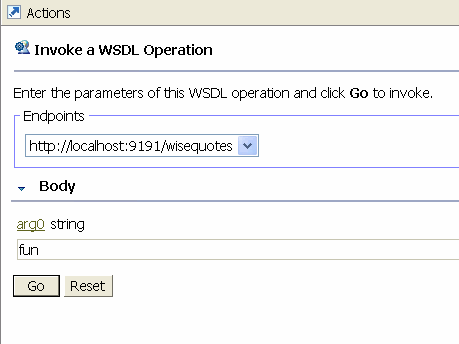 Actions
Invoke a WSDL Operation
Enter the parameters of this WSDL operation and click Go to invoke.
Endpoints
http://localhost:9191/wisequotes
Body
arg0 string
fun
Go Reset